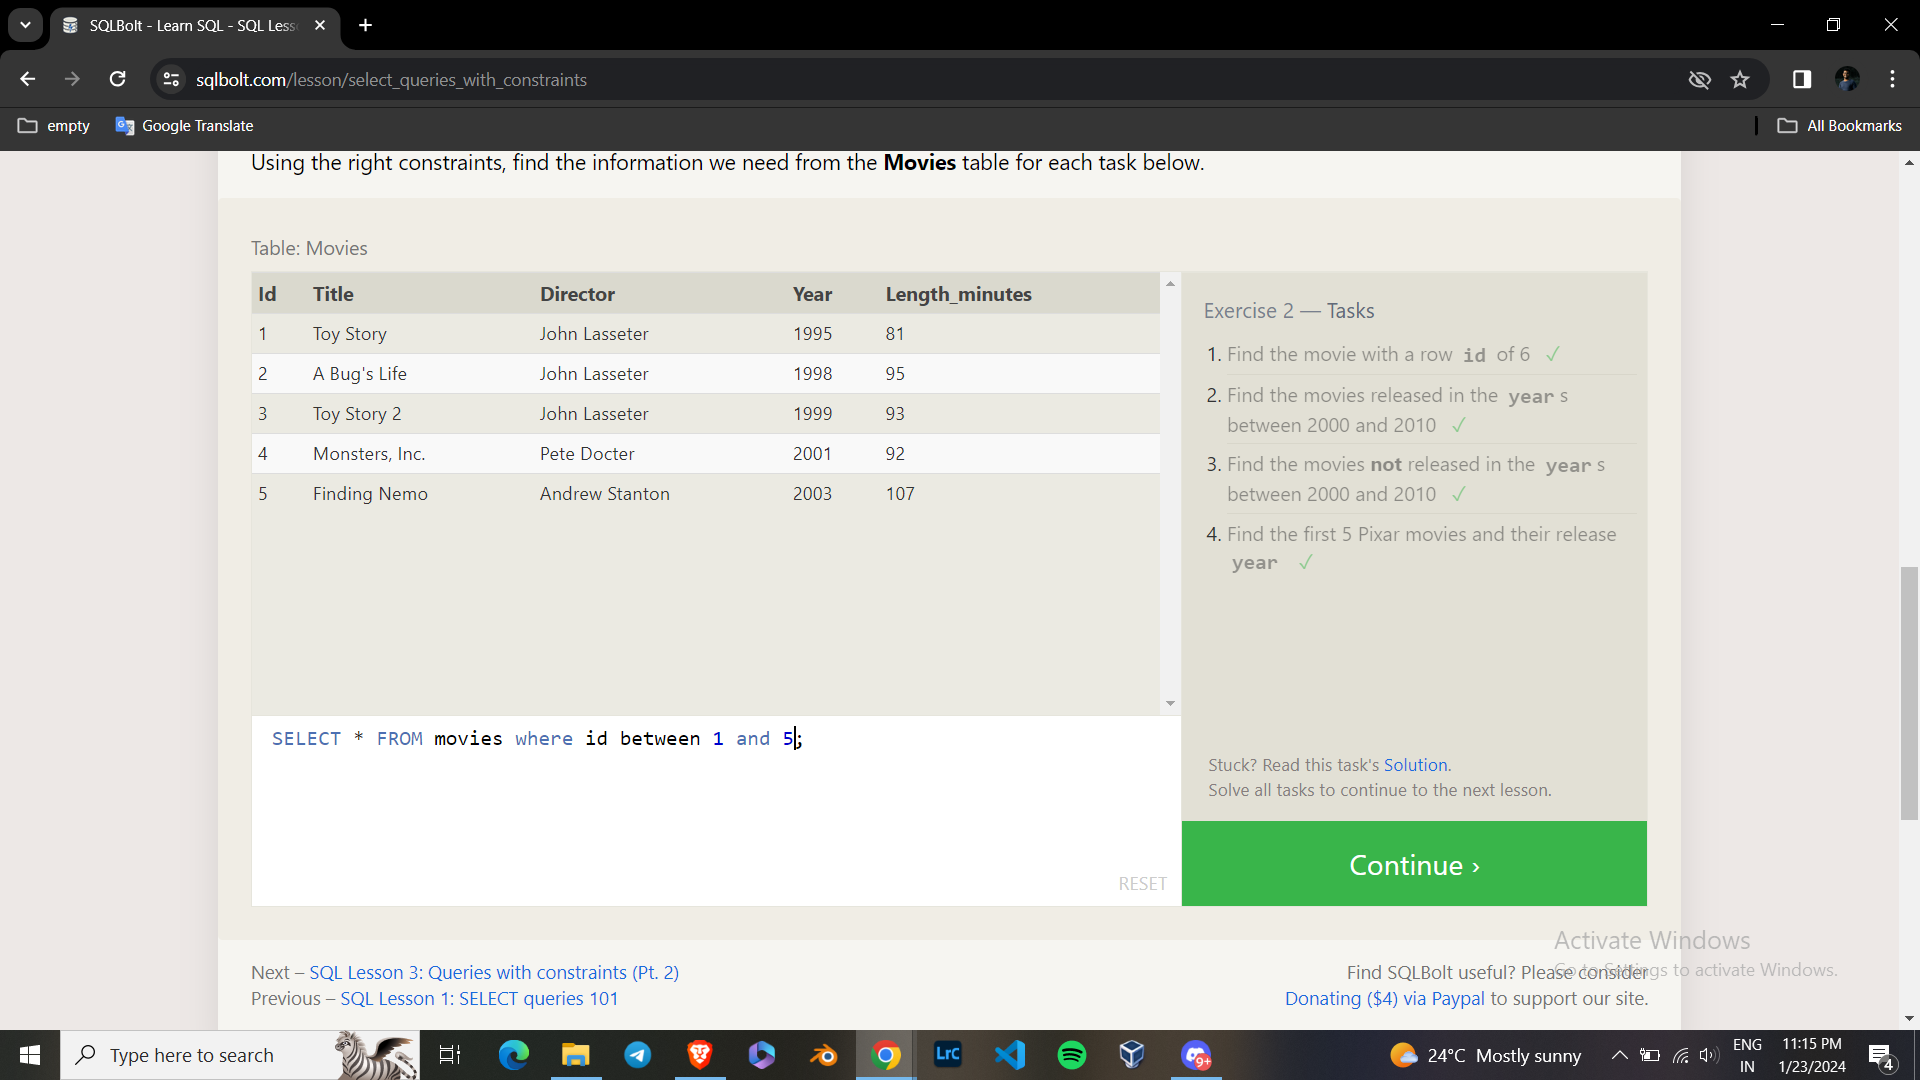 SQLBolt - Learn SQL - SQL Less
sqlbolt.com/lesson/select_queries_with_constraints
empty
Google Translate
All Bookmarks
Using the right constraints, find the information we need from the Movies table for each task below.
Table: Movies
Id Title Director Year Length_minutes
1 Toy Story John Lasseter 1995 81
2 A Bug's Life John Lasseter 1998 95
3 Toy Story 2 John Lasseter 1999 93
4 Monsters, Inc. Pete Docter 2001 92
5 Finding Nemo Andrew Stanton 2003 107
SELECT * FROM movies where id between 1 and 5;
RESET
Exercise 2 — Tasks
1. Find the movie with a row id of 6 ✓
2. Find the movies released in the year s
between 2000 and 2010 ✓
3. Find the movies not released in the year s
between 2000 and 2010 ✓
4. Find the first 5 Pixar movies and their release
year ✓
Stuck? Read this task's Solution.
Solve all tasks to continue to the next lesson.
Continue ›
Next – SQL Lesson 3: Queries with constraints (Pt. 2)
Previous – SQL Lesson 1: SELECT queries 101
Find SQLBolt useful? Please consider
Donating ($4) via Paypal to support our site.
Activate Windows
Go to Settings to activate Windows.
Type here to search
Lrc
9+
24°C Mostly sunny
ENG
IN
11:15 PM
1/23/2024
4